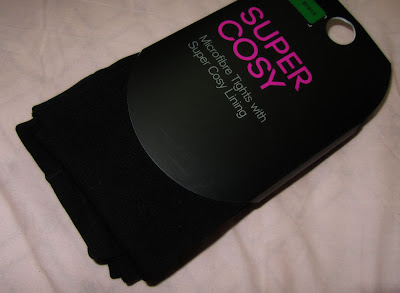 SUPER
COSY
Microfibre Tights with
Super Cosy Lining